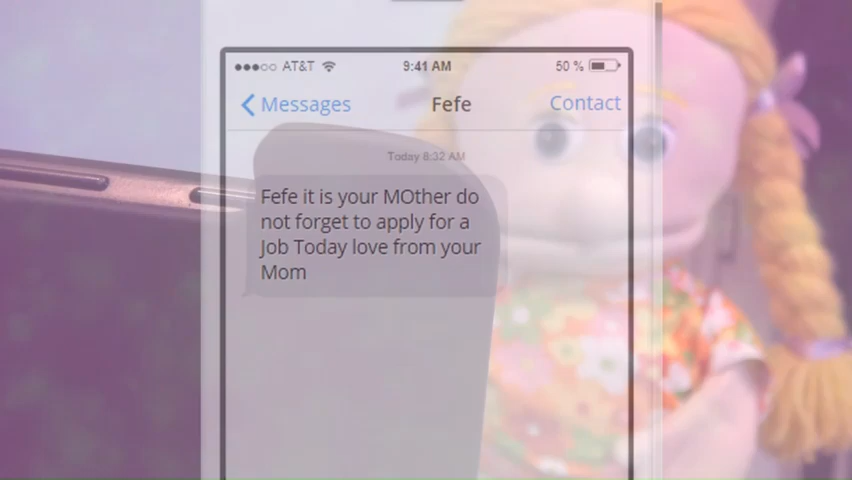 AT&T 9:41 AM 50 %
Messages Fefe Contact
Today 8:32 AM
Fefe it is your MOther do
not forget to apply for a
Job Today love from your
Mom